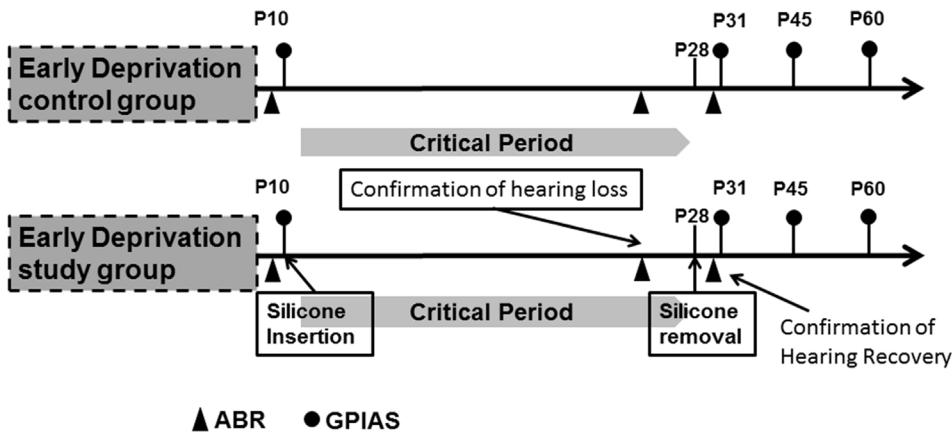 P10
P31
P45
P60
P28
Early Deprivation
control group
Critical Period
Confirmation of hearing loss
P10
P31
P45
P60
P28
Early Deprivation
study group
Silicone
Insertion
Critical Period
Silicone
removal
Confirmation of
Hearing Recovery
ABR
GPIAS